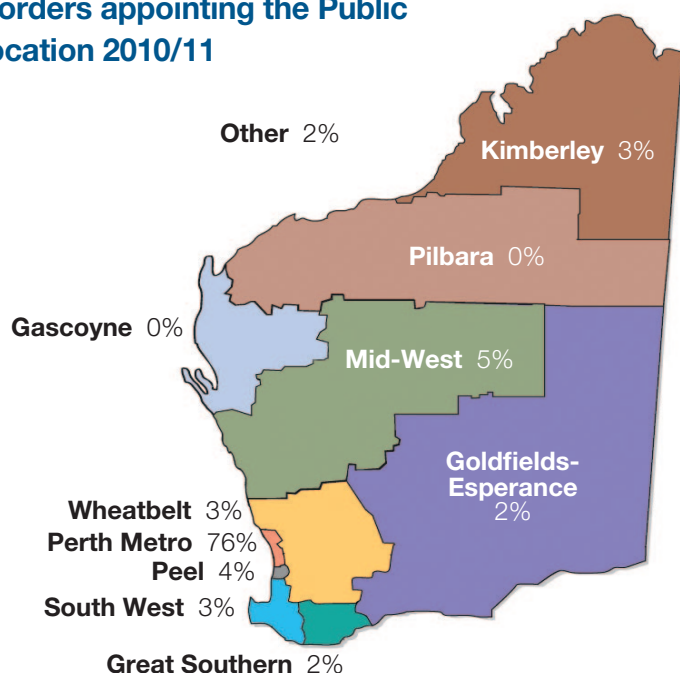 orders appointing the Public
ocation 2010/11
Other 2%
Kimberley 3%
Pilbara 0%
Gascoyne 0%
Mid-West 5%
Goldfields-
Esperance
2%
Wheatbelt 3%
Perth Metro 76%
Peel 4%
South West 3%
Great Southern 2%